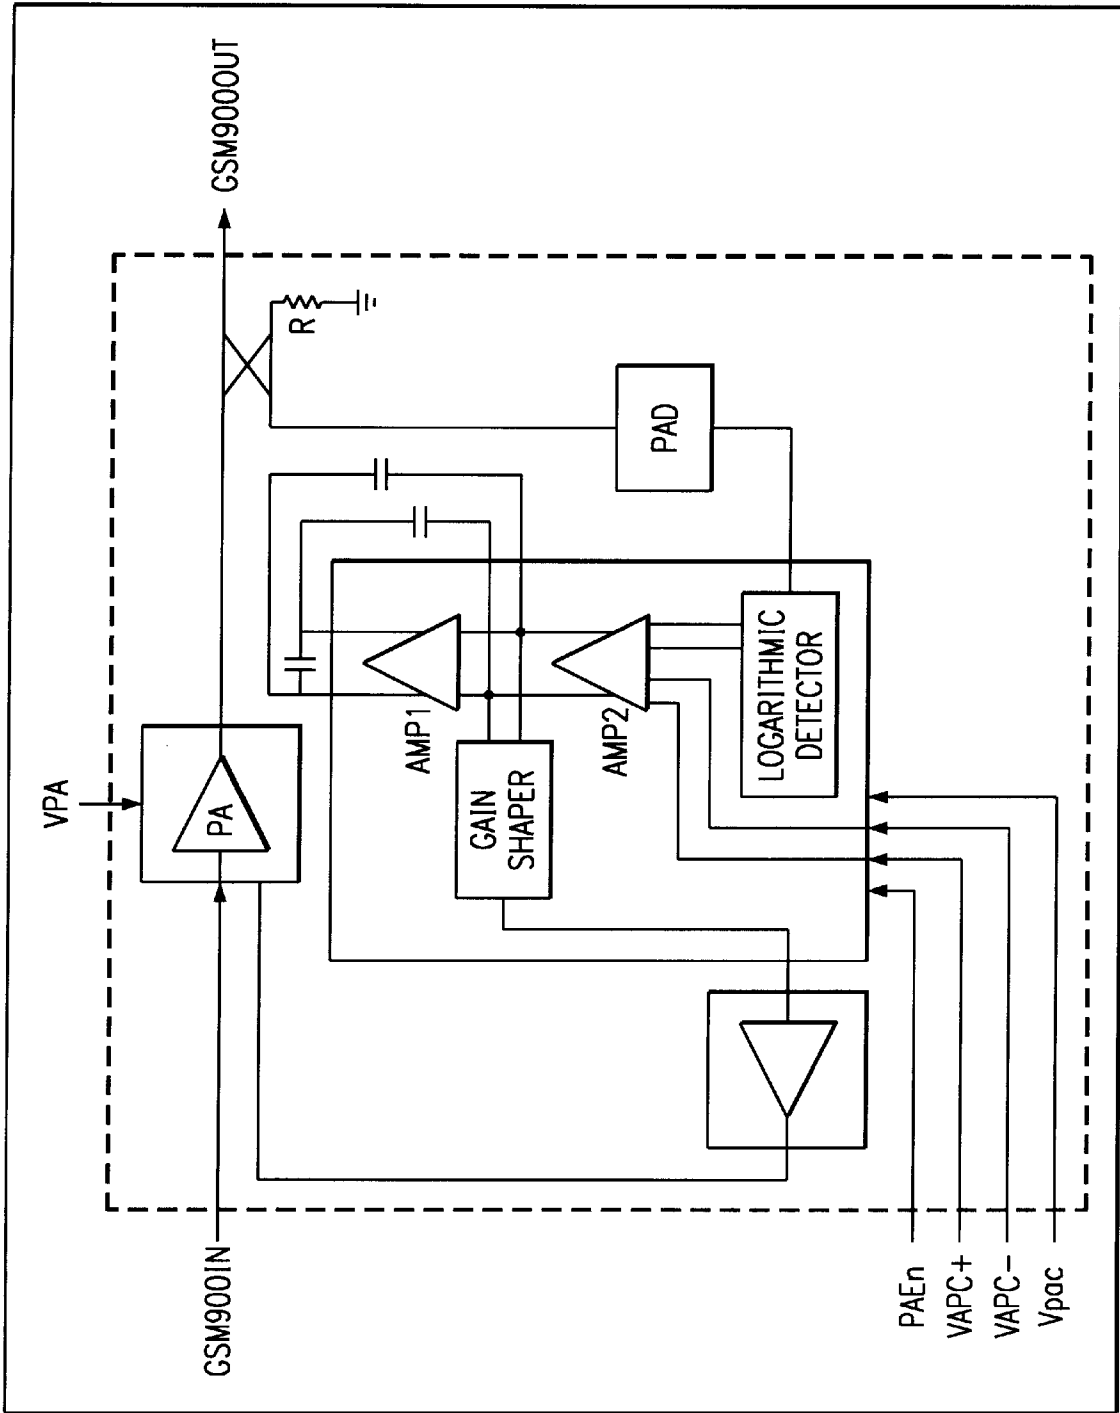 GSM900IN
VPA
PA
GSM900OUT
R
AMP1
GAIN
SHAPER
AMP2
PAD
LOGARITHMIC
DETECTOR
PAEn
VAPC+
VAPC-
Vpac